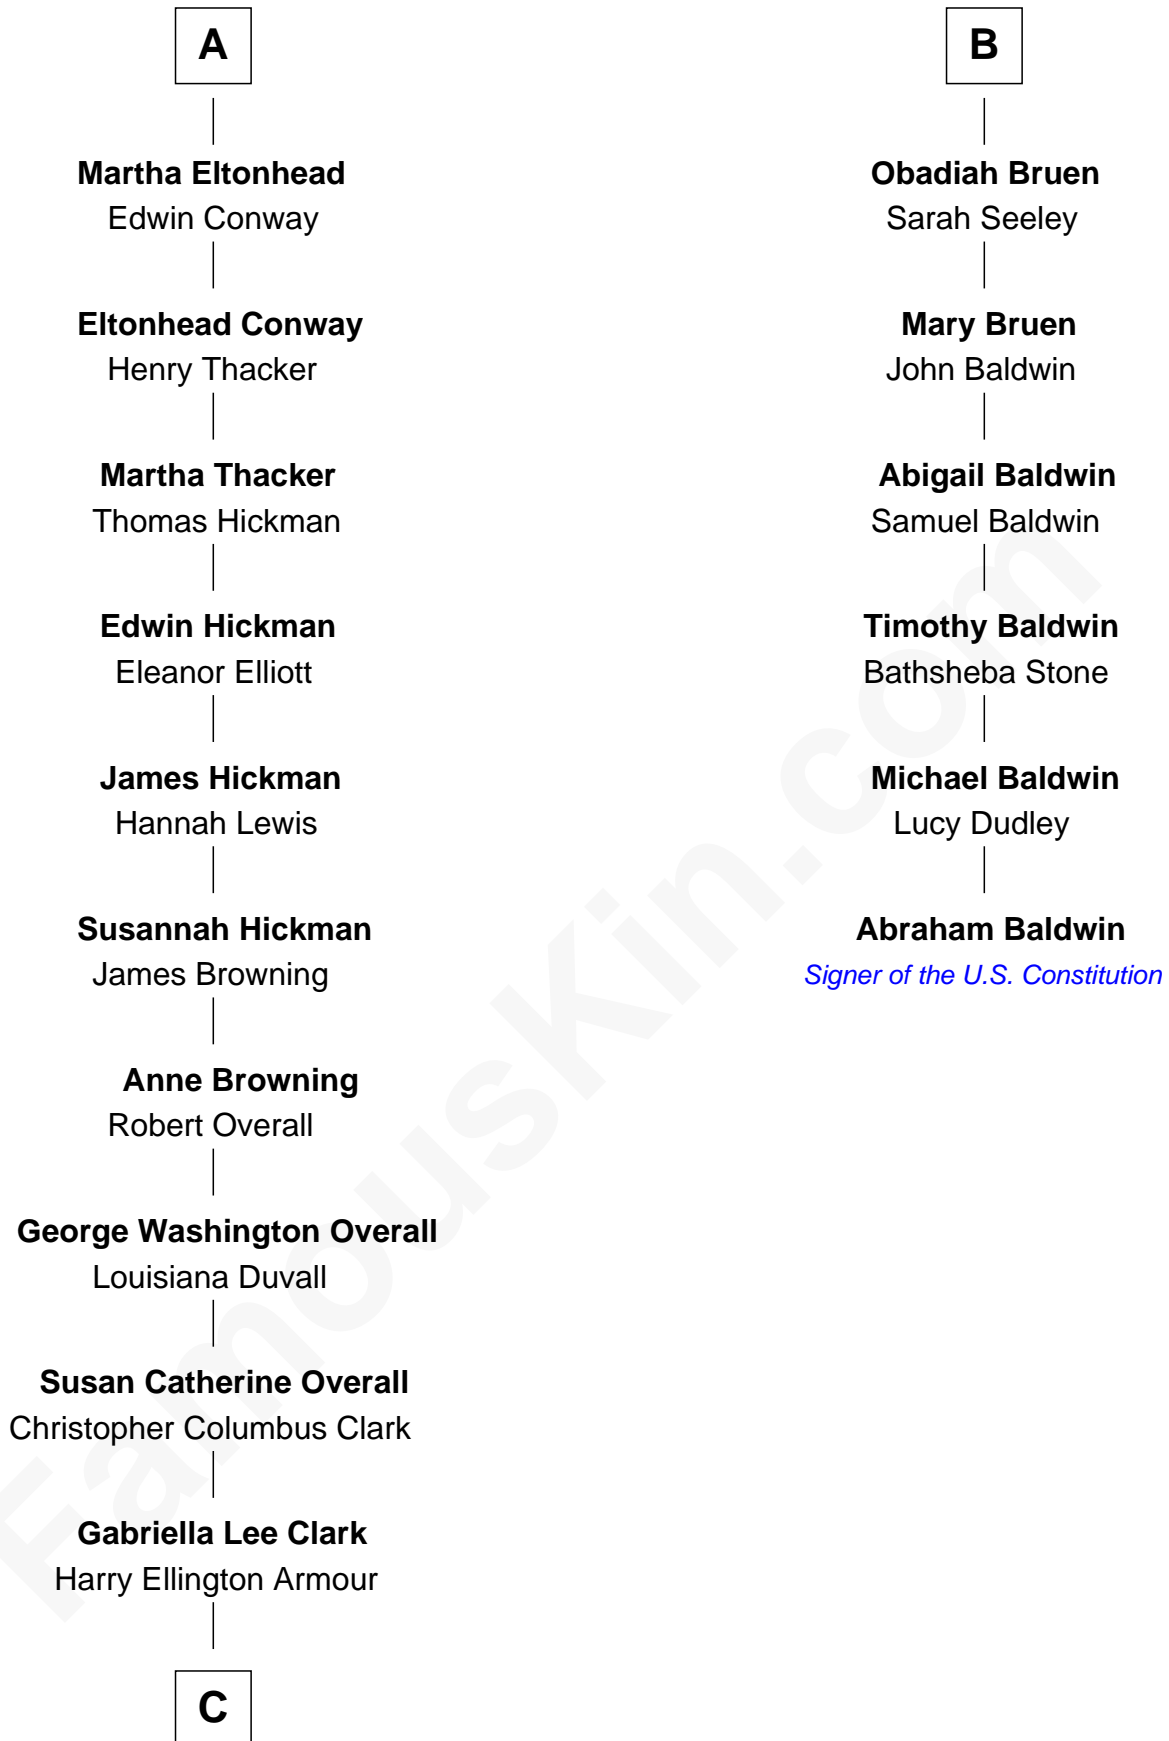 A
Martha Eltonhead
Edwin Conway
Eltonhead Conway
Henry Thacker
Martha Thacker
Thomas Hickman
Edwin Hickman
Eleanor Elliott
James Hickman
Hannah Lewis
Susannah Hickman
James Browning
Anne Browning
Robert Overall
George Washington Overall
Louisiana Duvall
Susan Catherine Overall
Christopher Columbus Clark
Gabriella Lee Clark
Harry Ellington Armour
C
B
Obadiah Bruen
Sarah Seeley
Mary Bruen
John Baldwin
Abigail Baldwin
Samuel Baldwin
Timothy Baldwin
Bathsheba Stone
Michael Baldwin
Lucy Dudley
Abraham Baldwin
Signer of the U.S. Constitution
FamousKin.com